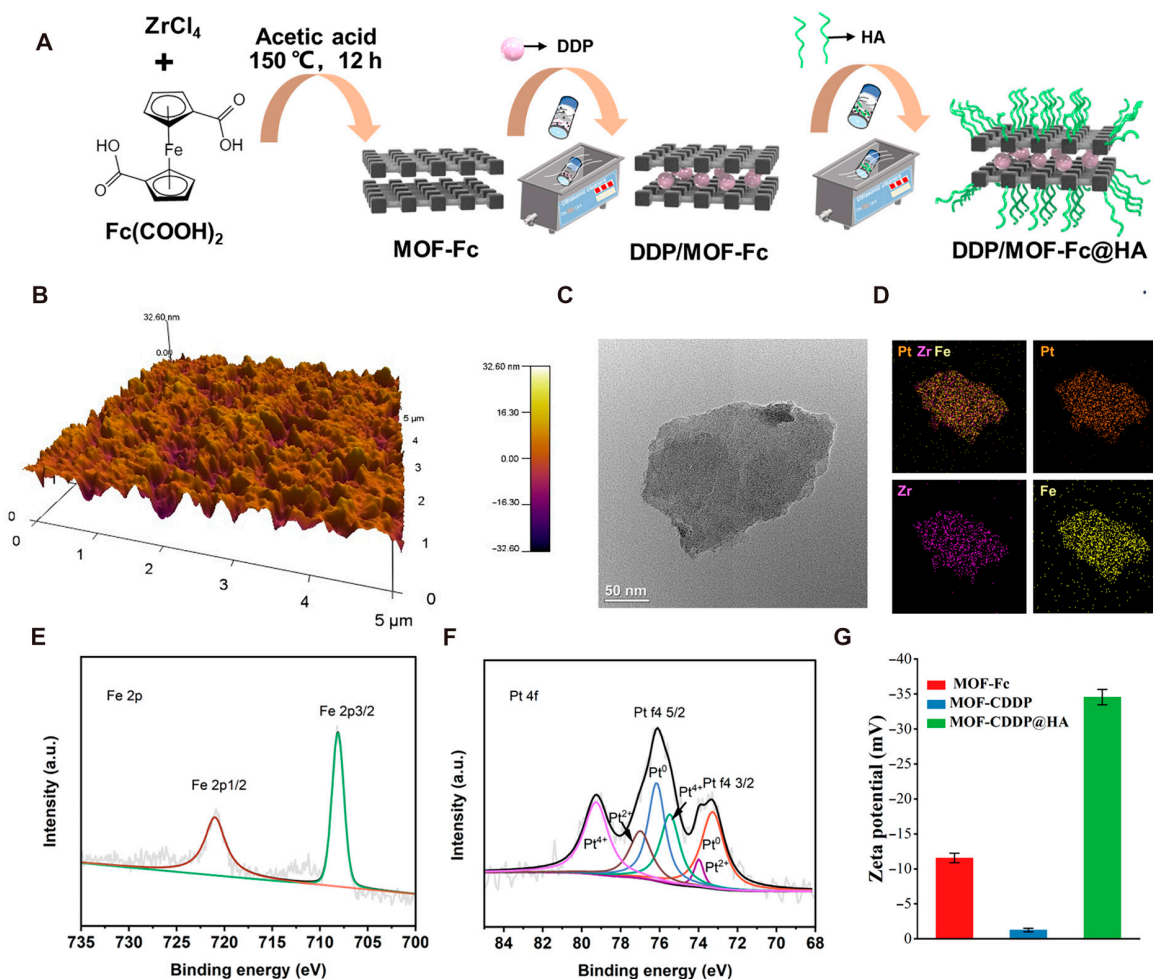 A
ZrCl4
+
Fe
O
OH
HO
O
Fc(COOH)2
Acetic acid
150 ℃, 12 h
MOF-Fc
DDP
DDP/MOF-Fc
HA
DDP/MOF-Fc@HA
B
32.60 nm
0.00
5 μm
4
3
2
1
0
0
1
2
3
4
5 μm
32.60 nm
16.30
0.00
−16.30
−32.60
C
50 nm
D
Pt Zr Fe
Pt
Zr
Fe
E
Fe 2p
Fe 2p1/2
Fe 2p3/2
Intensity (a.u.)
735 730 725 720 715 710 705 700
Binding energy (eV)
F
Pt 4f
Pt f4 5/2
Pt f4 3/2
Pt4+
Pt2+
Pt0
Pt4+
Pt0
Pt2+
Intensity (a.u.)
84 82 80 78 76 74 72 70 68
Binding energy (eV)
G
MOF-Fc
MOF-CDDP
MOF-CDDP@HA
Zeta potential (mV)
−40
−35
−30
−25
−20
−15
−10
−5
0